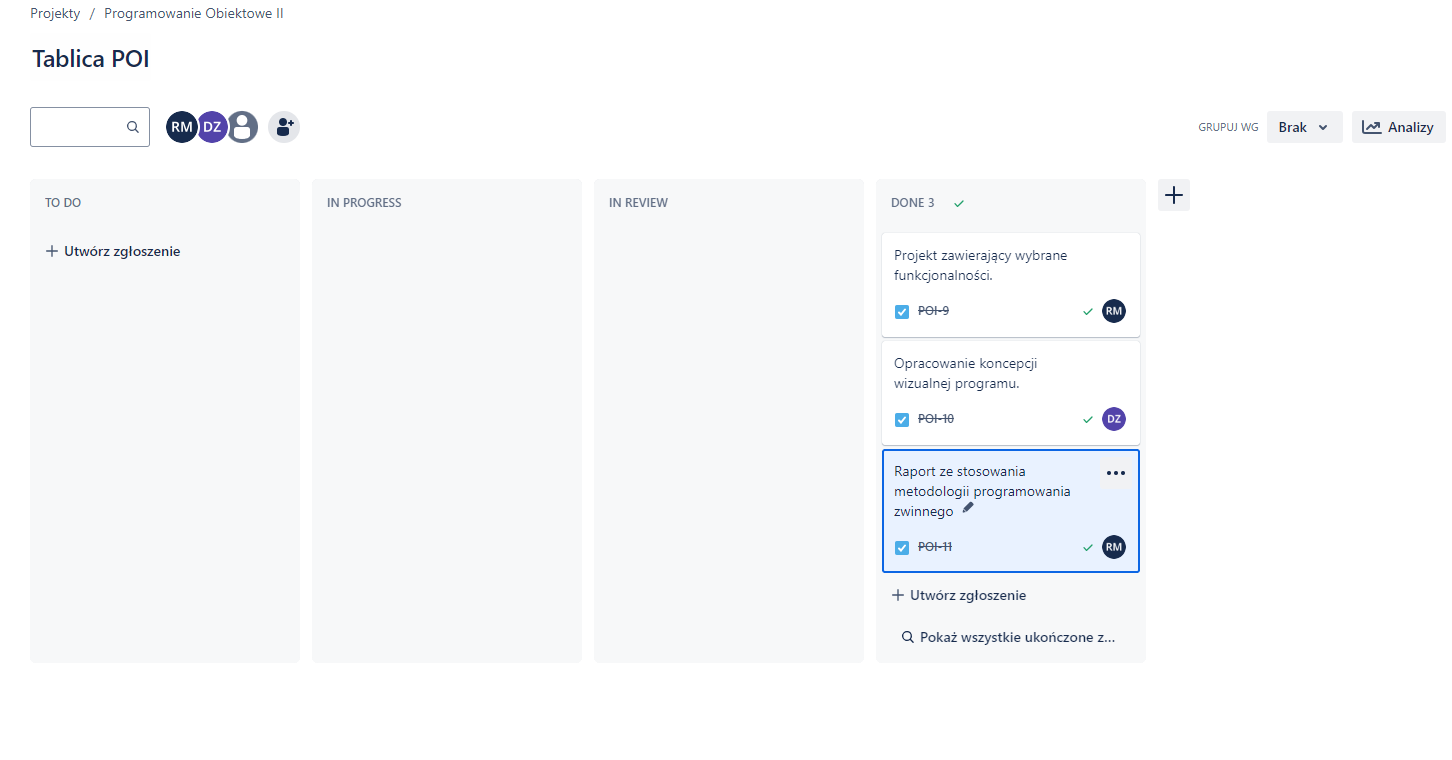 Projekty / Programowanie Obiektowe II
Tablica POI
RM DZ
GRUPUJ WG Brak Analizy
TO DO
Utwórz zgłoszenie
IN PROGRESS
IN REVIEW
DONE 3
Projekt zawierający wybrane
funkcjonalności.
POI-9
RM
Opracowanie koncepcji
wizualnej programu.
POI-10
DZ
Raport ze stosowania
metodologii programowania
zwinnego
POI-11
RM
Utwórz zgłoszenie
Pokaż wszystkie ukończone z...